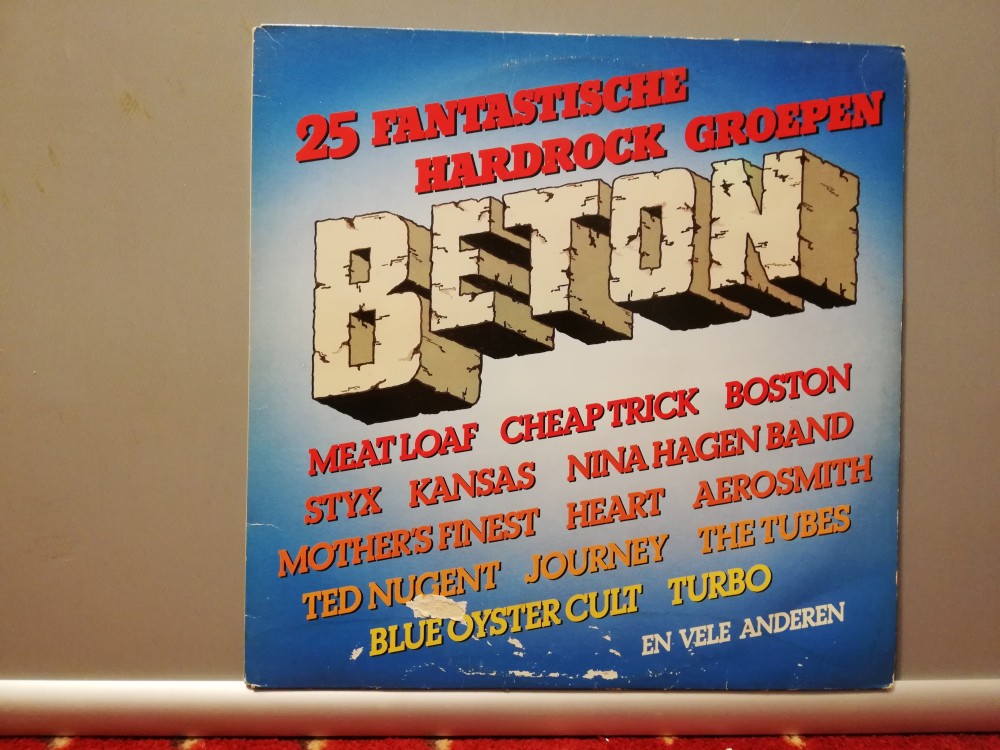 25 FANTASTISCHE
HARDROCK GROEPEN
BETON
MEAT LOAF CHEAP TRICK BOSTON
STYX KANSAS NINA HAGEN BAND
MOTHER'S FINEST HEART AEROSMITH
TED NUGENT JOURNEY THE TUBES
BLUE OYSTER CULT TURBO
EN VELE ANDEREN